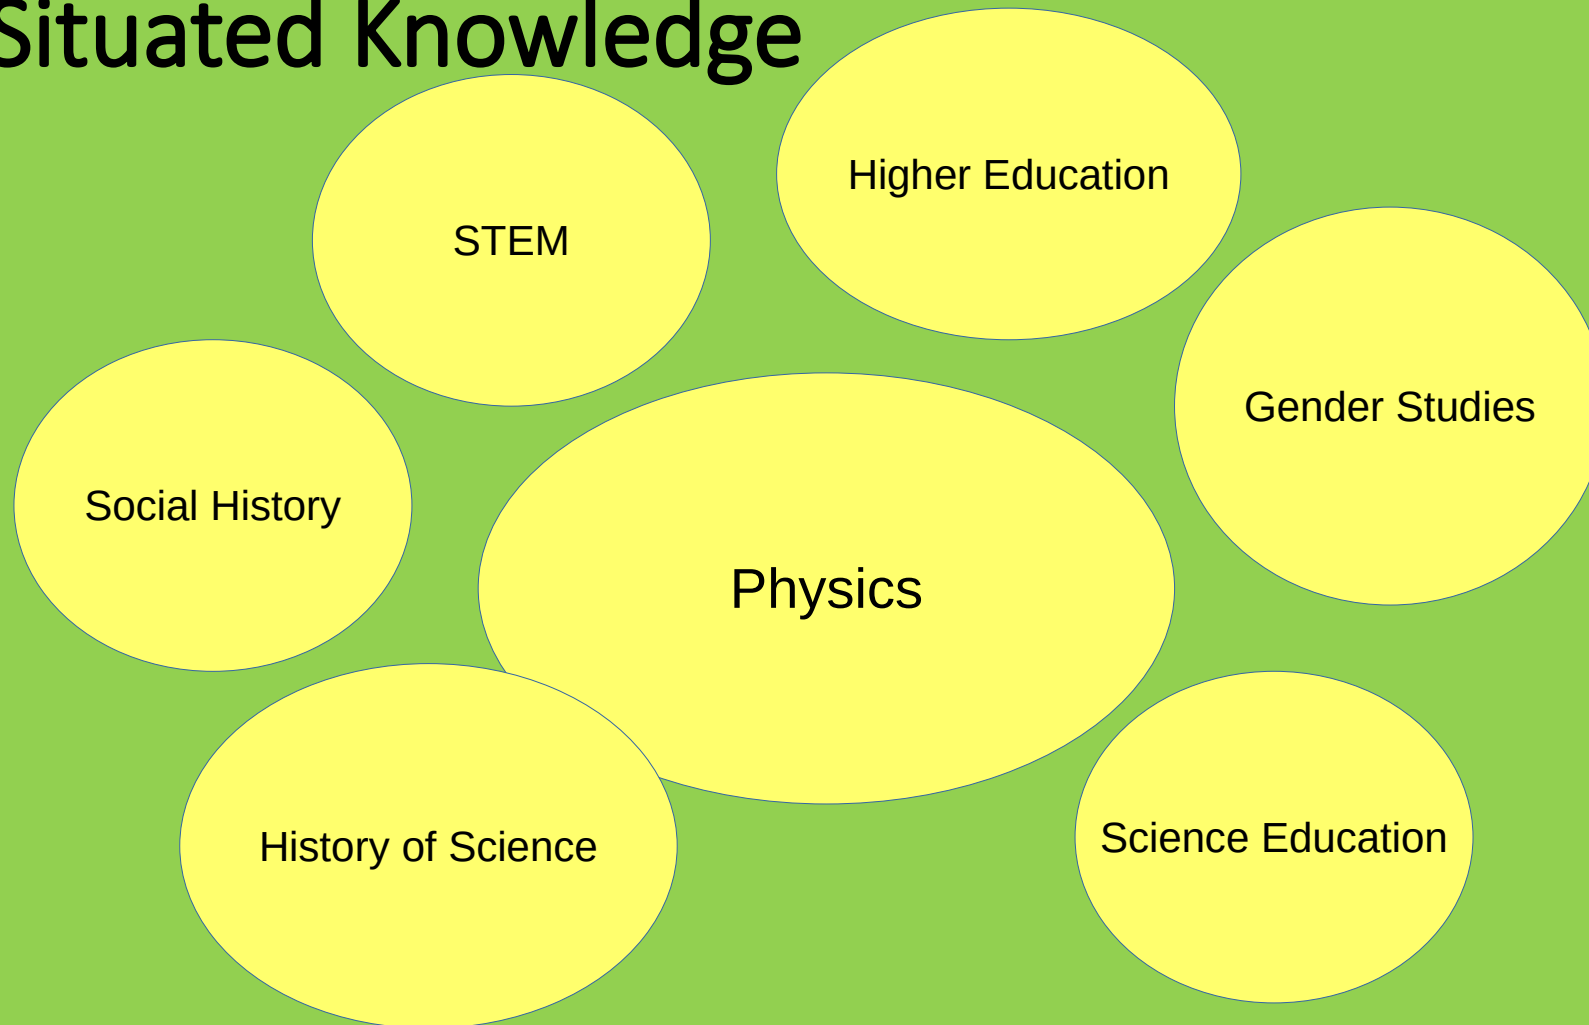 Situated Knowledge
Higher Education
STEM
Gender Studies
Social History
Physics
History of Science
Science Education